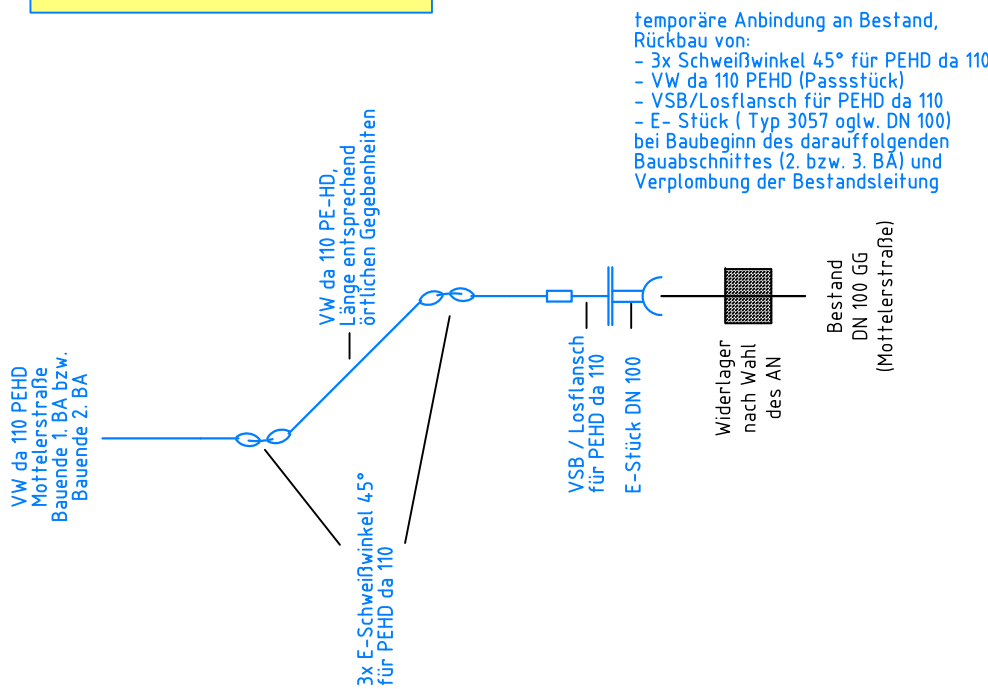 temporäre Anbindung an Bestand,
Rückbau von:
- 3x Schweißwinkel 45° für PEHD da 110
- VW da 110 PEHD (Passstück)
- VSB/Losflansch für PEHD da 110
- E- Stück ( Typ 3057 oglw. DN 100)
bei Baubeginn des darauffolgenden
Bauabschnittes (2. bzw. 3. BA) und
Verplombung der Bestandsleitung
VW da 110 PEHD
Mottelerstraße
Bauende 1. BA bzw.
Bauende 2. BA
VW da 110 PE-HD,
Länge entsprechend
örtlichen Gegebenheiten
3x E-Schweißwinkel 45°
für PEHD da 110
VSB / Losflansch
für PEHD da 110
E-Stück DN 100
Widerlager
nach Wahl
des AN
Bestand
DN 100 GG
(Mottelerstraße)